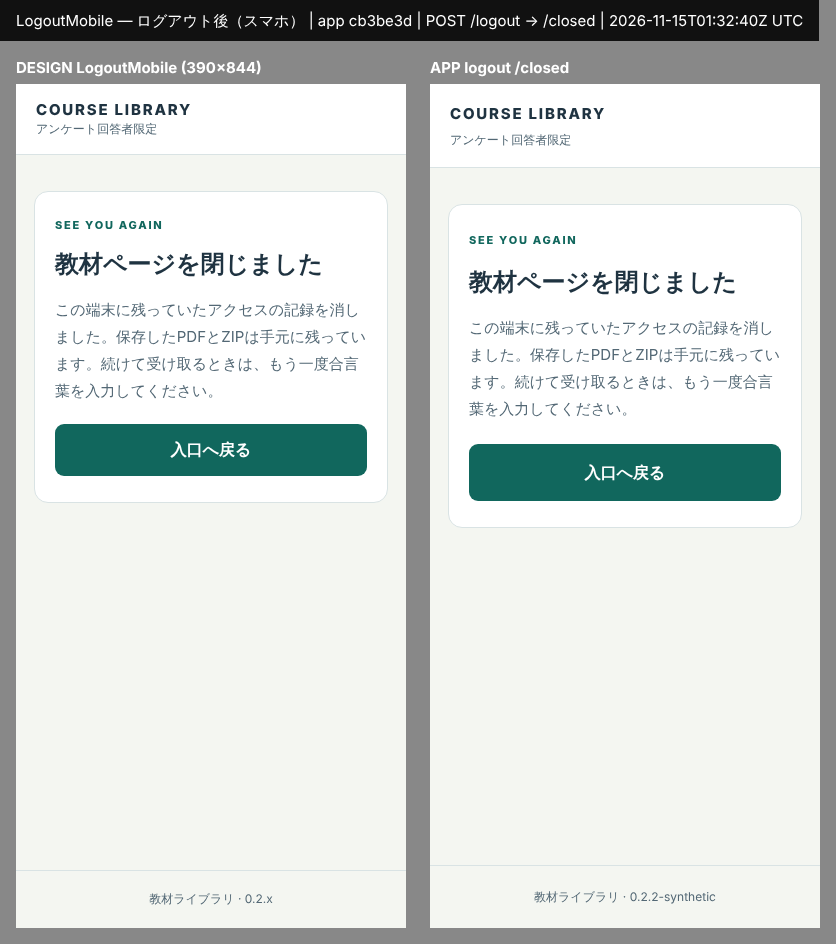 LogoutMobile — ログアウト後（スマホ） | app cb3be3d | POST /logout → /closed | 2026-11-15T01:32:40Z UTC
DESIGN LogoutMobile (390×844)
COURSE LIBRARY
アンケート回答者限定
SEE YOU AGAIN
教材ページを閉じました
この端末に残っていたアクセスの記録を消し
ました。保存したPDFとZIPは手元に残ってい
ます。続けて受け取るときは、もう一度合言
葉を入力してください。
入口へ戻る
教材ライブラリ · 0.2.x
APP logout /closed
COURSE LIBRARY
アンケート回答者限定
SEE YOU AGAIN
教材ページを閉じました
この端末に残っていたアクセスの記録を消し
ました。保存したPDFとZIPは手元に残ってい
ます。続けて受け取るときは、もう一度合言
葉を入力してください。
入口へ戻る
教材ライブラリ · 0.2.2-synthetic